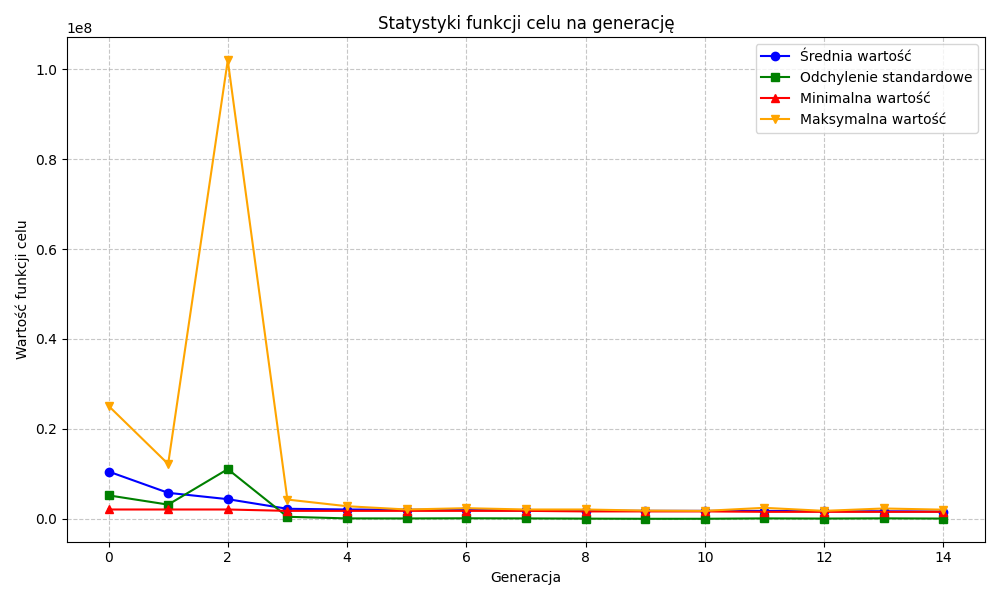 Statystyki funkcji celu na generację
1e8
1.0
0.8
0.6
0.4
0.2
0.0
Wartość funkcji celu
Średnia wartość
Odchylenie standardowe
Minimalna wartość
Maksymalna wartość
0 2 4 6 8 10 12 14
Generacja